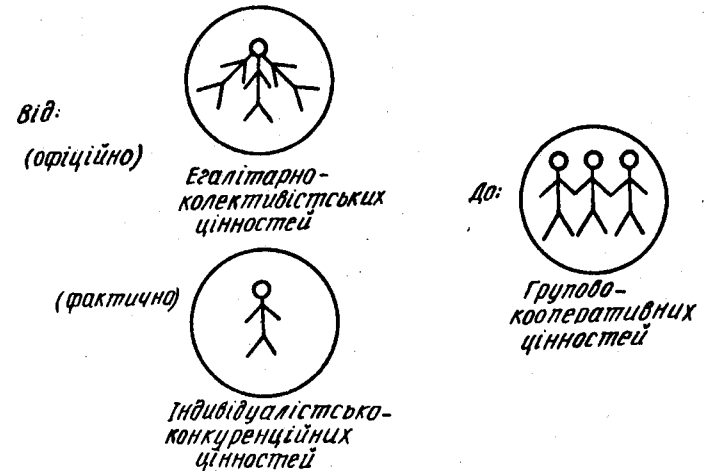 Від:
(офіційно)
Егалітарно-
колективістських
цінностей
(фактично)
Індивідуалістсько-
конкуренційних
цінностей
До:
Групово-
кооперативних
цінностей